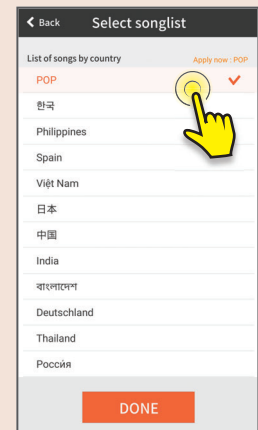 Back Select songlist
List of songs by country Apply now : POP
POP
한국
Philippines
Spain
Việt Nam
日本
中国
India
বাংলাদেশ
Deutschland
Thailand
Росси́я
DONE